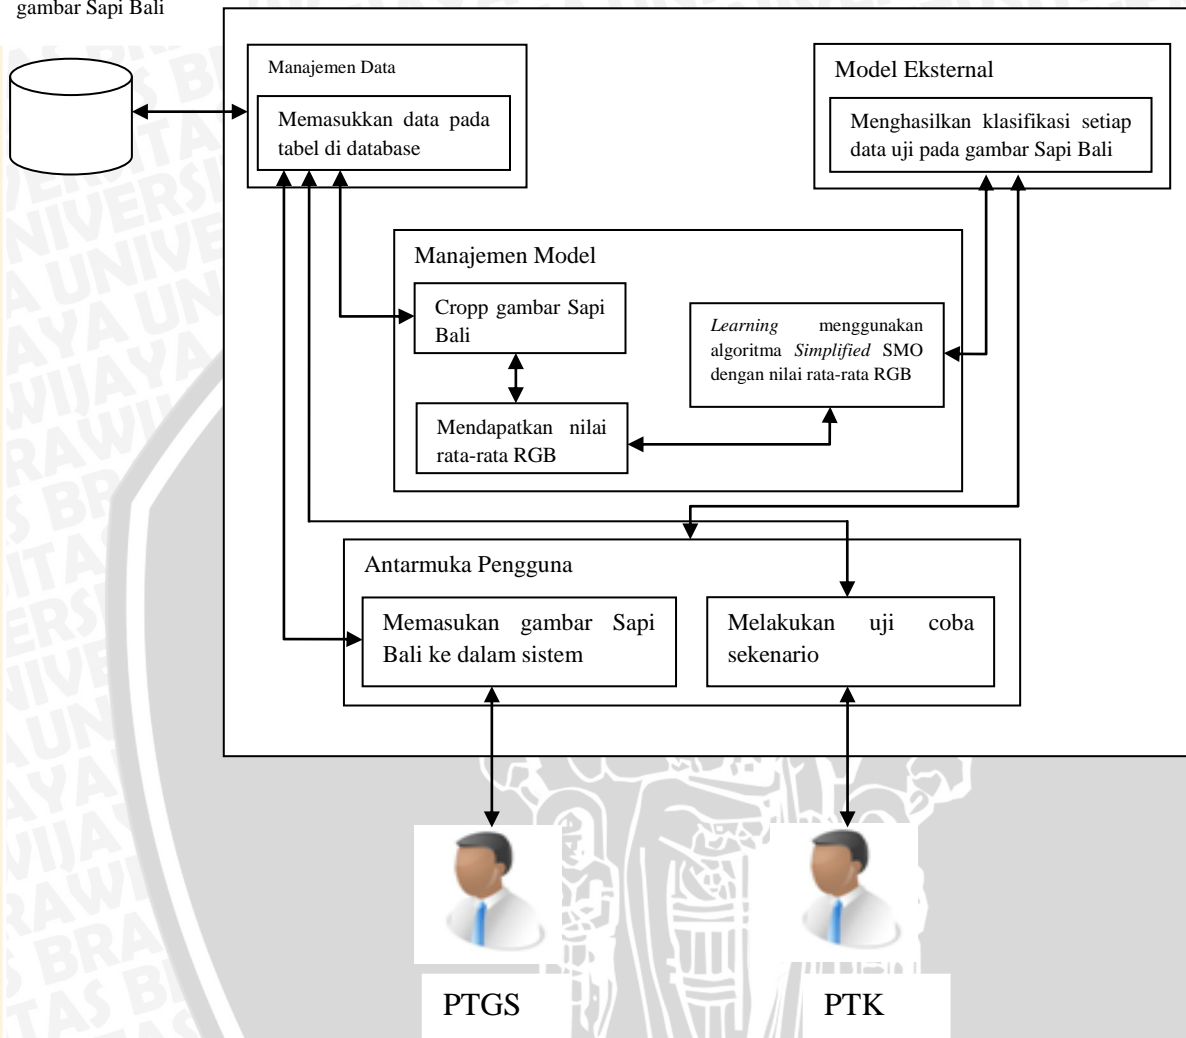 gambar Sapi Bali
Manajemen Data
Memasukkan data pada
tabel di database
Model Eksternal
Menghasilkan klasifikasi setiap
data uji pada gambar Sapi Bali
Manajemen Model
Cropp gambar Sapi
Bali
Learning menggunakan
algoritma Simplified SMO
dengan nilai rata-rata RGB
Mendapatkan nilai
rata-rata RGB
Antarmuka Pengguna
Memasukan gambar Sapi
Bali ke dalam sistem
Melakukan uji coba
sekenario
PTGS
PTK